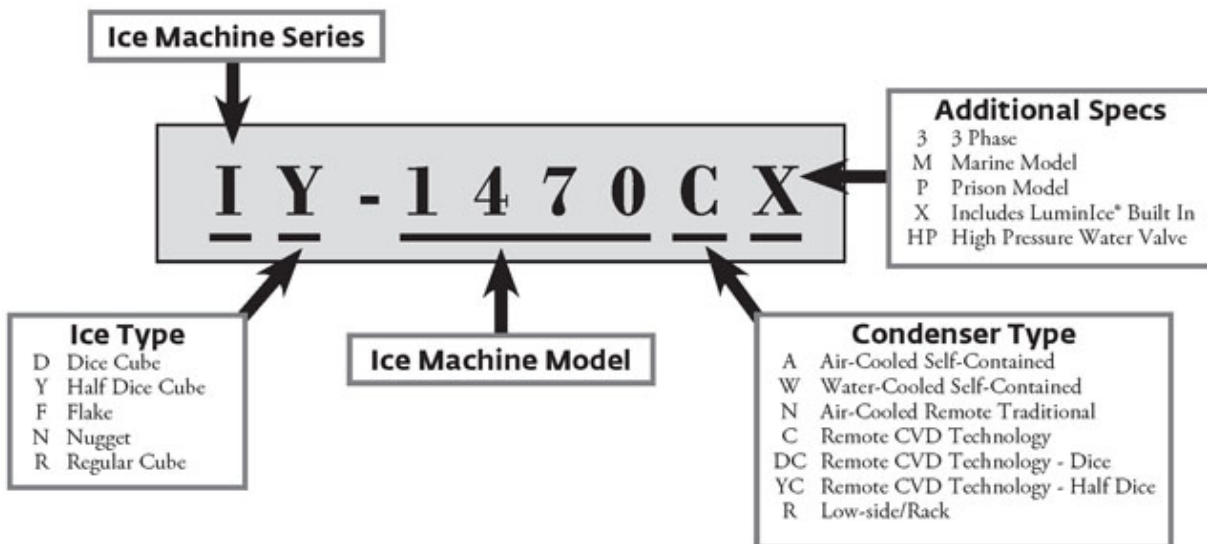 Ice Machine Series
I Y - 1 4 7 0 C X
Additional Specs
3 3 Phase
M Marine Model
P Prison Model
X Includes LuminIce® Built In
HP High Pressure Water Valve
Ice Type
D Dice Cube
Y Half Dice Cube
F Flake
N Nugget
R Regular Cube
Ice Machine Model
Condenser Type
A Air-Cooled Self-Contained
W Water-Cooled Self-Contained
N Air-Cooled Remote Traditional
C Remote CVD Technology
DC Remote CVD Technology - Dice
YC Remote CVD Technology - Half Dice
R Low-side/Rack